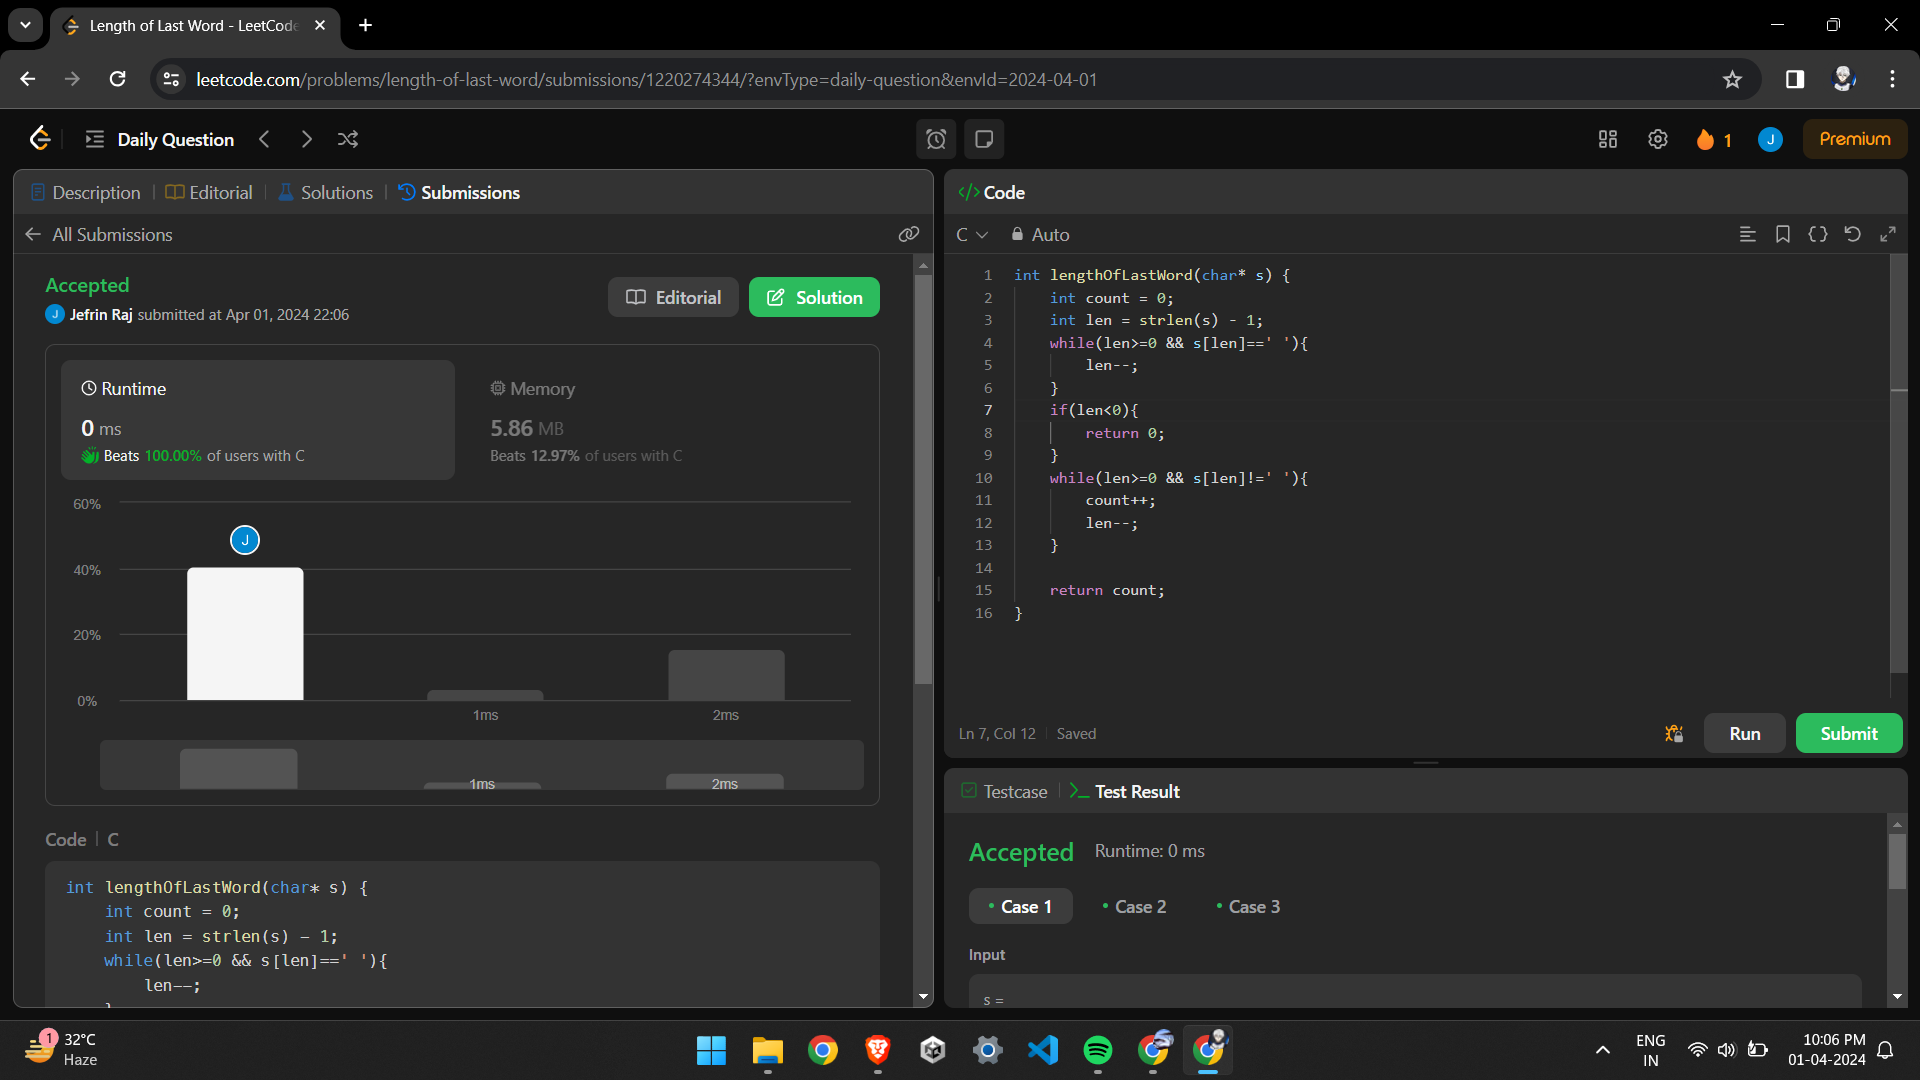 Length of Last Word - LeetCode
leetcode.com/problems/length-of-last-word/submissions/1220274344/?envType=daily-question&envId=2024-04-01
Daily Question
1
J
Premium
Description
Editorial
Solutions
Submissions
All Submissions
Accepted
Editorial
Solution
J Jefrin Raj submitted at Apr 01, 2024 22:06
Runtime
0 ms
Beats 100.00% of users with C
Memory
5.86 MB
Beats 12.97% of users with C
60%
J
40%
20%
0%
1ms
2ms
1ms
2ms
Code | C
int lengthOfLastWord(char* s) {
    int count = 0;
    int len = strlen(s) - 1;
    while(len>=0 && s[len]==' '){
        len--;
    }
</> Code
C
Auto
1 int lengthOfLastWord(char* s) {
2     int count = 0;
3     int len = strlen(s) - 1;
4     while(len>=0 && s[len]==' '){
5         len--;
6     }
7     if(len<0){
8         return 0;
9     }
10     while(len>=0 && s[len]!=' '){
11         count++;
12         len--;
13     }
14
15     return count;
16 }
Ln 7, Col 12
Saved
Run
Submit
Testcase
Test Result
Accepted
Runtime: 0 ms
• Case 1
• Case 2
• Case 3
Input
s =
1
32°C
Haze
ENG
IN
10:06 PM
01-04-2024